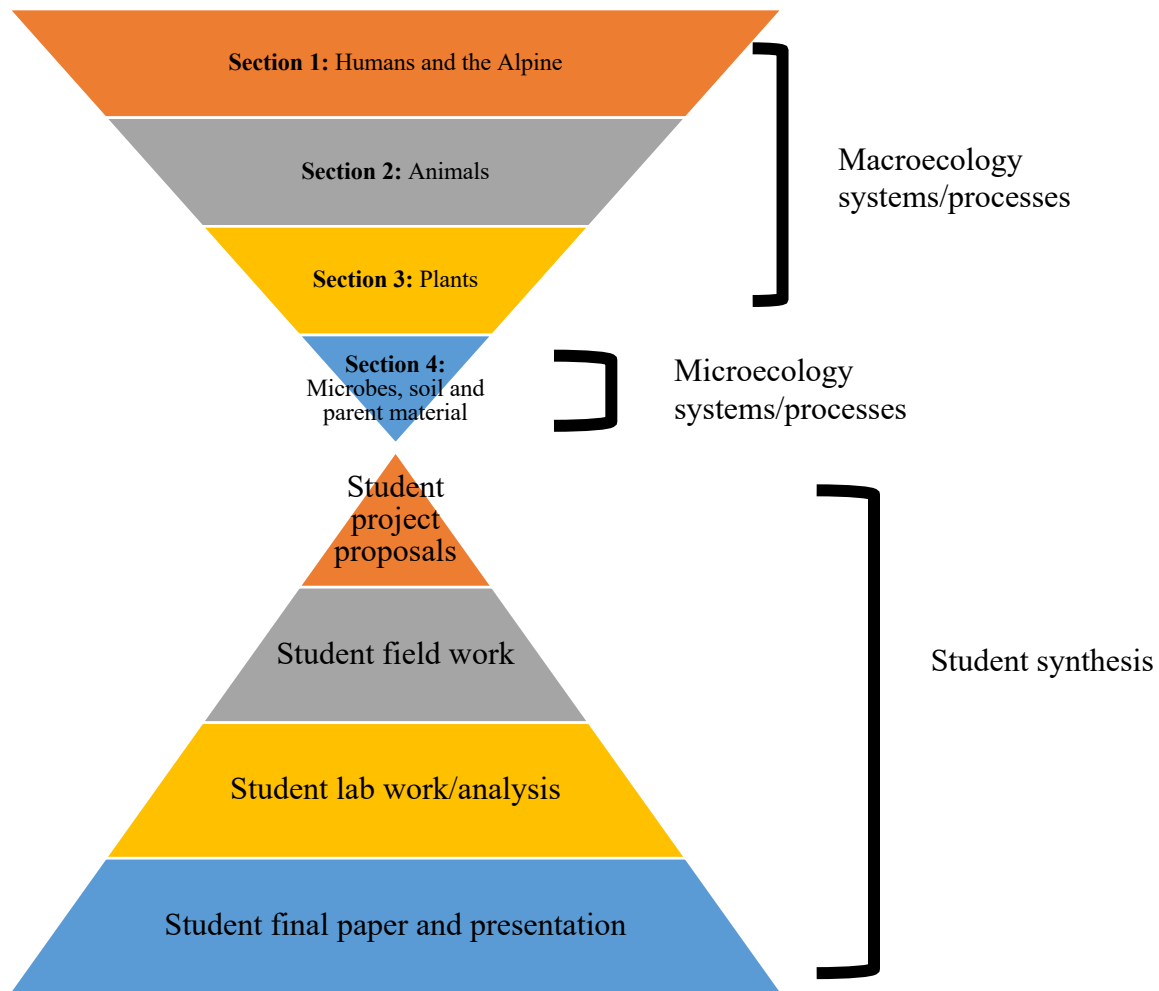 Section 1: Humans and the Alpine
Section 2: Animals
Section 3: Plants
Section 4:
Microbes, soil and
parent material
Macroecology
systems/processes
Microecology
systems/processes
Student
project
proposals
Student field work
Student lab work/analysis
Student final paper and presentation
Student synthesis